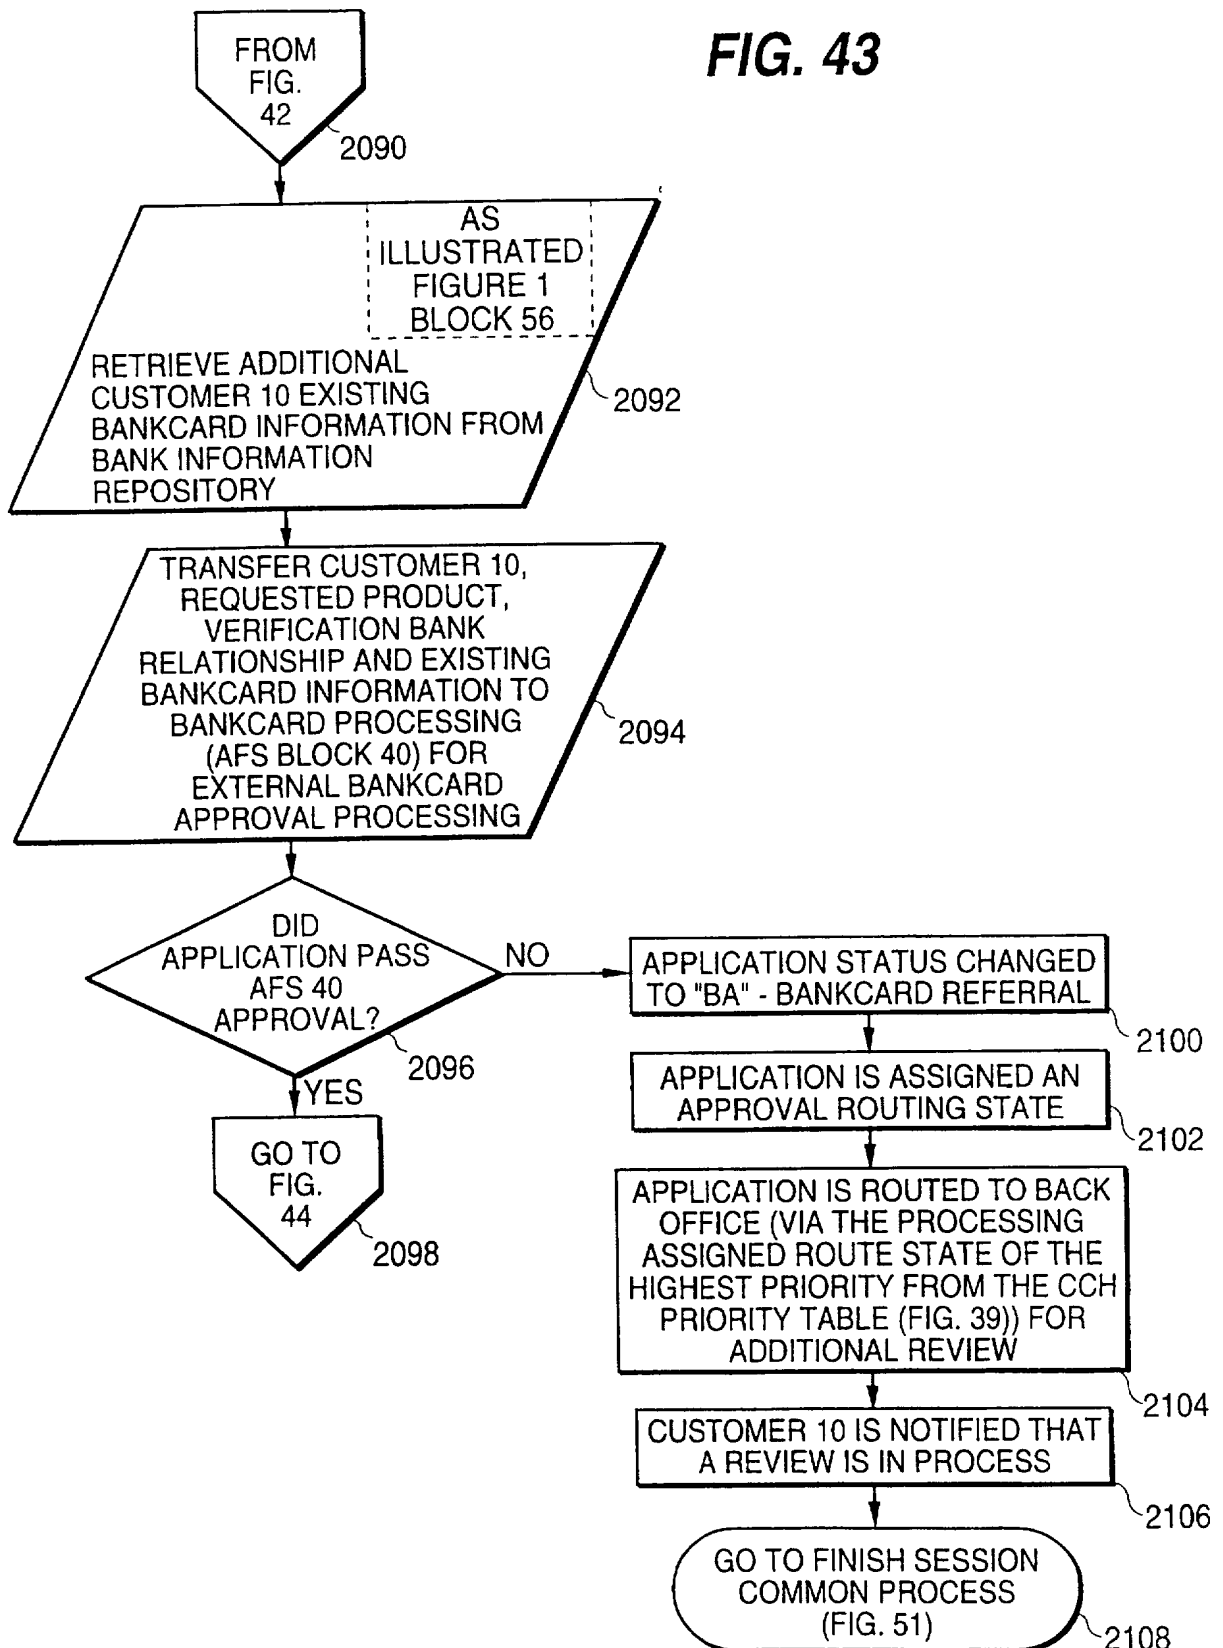 FIG. 43
FROM
FIG.
42
2090
AS
ILLUSTRATED
FIGURE 1
BLOCK 56
RETRIEVE ADDITIONAL
CUSTOMER 10 EXISTING
BANKCARD INFORMATION FROM
BANK INFORMATION
REPOSITORY
2092
TRANSFER CUSTOMER 10,
REQUESTED PRODUCT,
VERIFICATION BANK
RELATIONSHIP AND EXISTING
BANKCARD INFORMATION TO
BANKCARD PROCESSING
(AFS BLOCK 40) FOR
EXTERNAL BANKCARD
APPROVAL PROCESSING
2094
DID
APPLICATION PASS
AFS 40
APPROVAL?
2096
YES
GO TO
FIG.
44
2098
NO
APPLICATION STATUS CHANGED
TO "BA" - BANKCARD REFERRAL
2100
APPLICATION IS ASSIGNED AN
APPROVAL ROUTING STATE
2102
APPLICATION IS ROUTED TO BACK
OFFICE (VIA THE PROCESSING
ASSIGNED ROUTE STATE OF THE
HIGHEST PRIORITY FROM THE CCH
PRIORITY TABLE (FIG. 39)) FOR
ADDITIONAL REVIEW
2104
CUSTOMER 10 IS NOTIFIED THAT
A REVIEW IS IN PROCESS
2106
GO TO FINISH SESSION
COMMON PROCESS
(FIG. 51)
2108